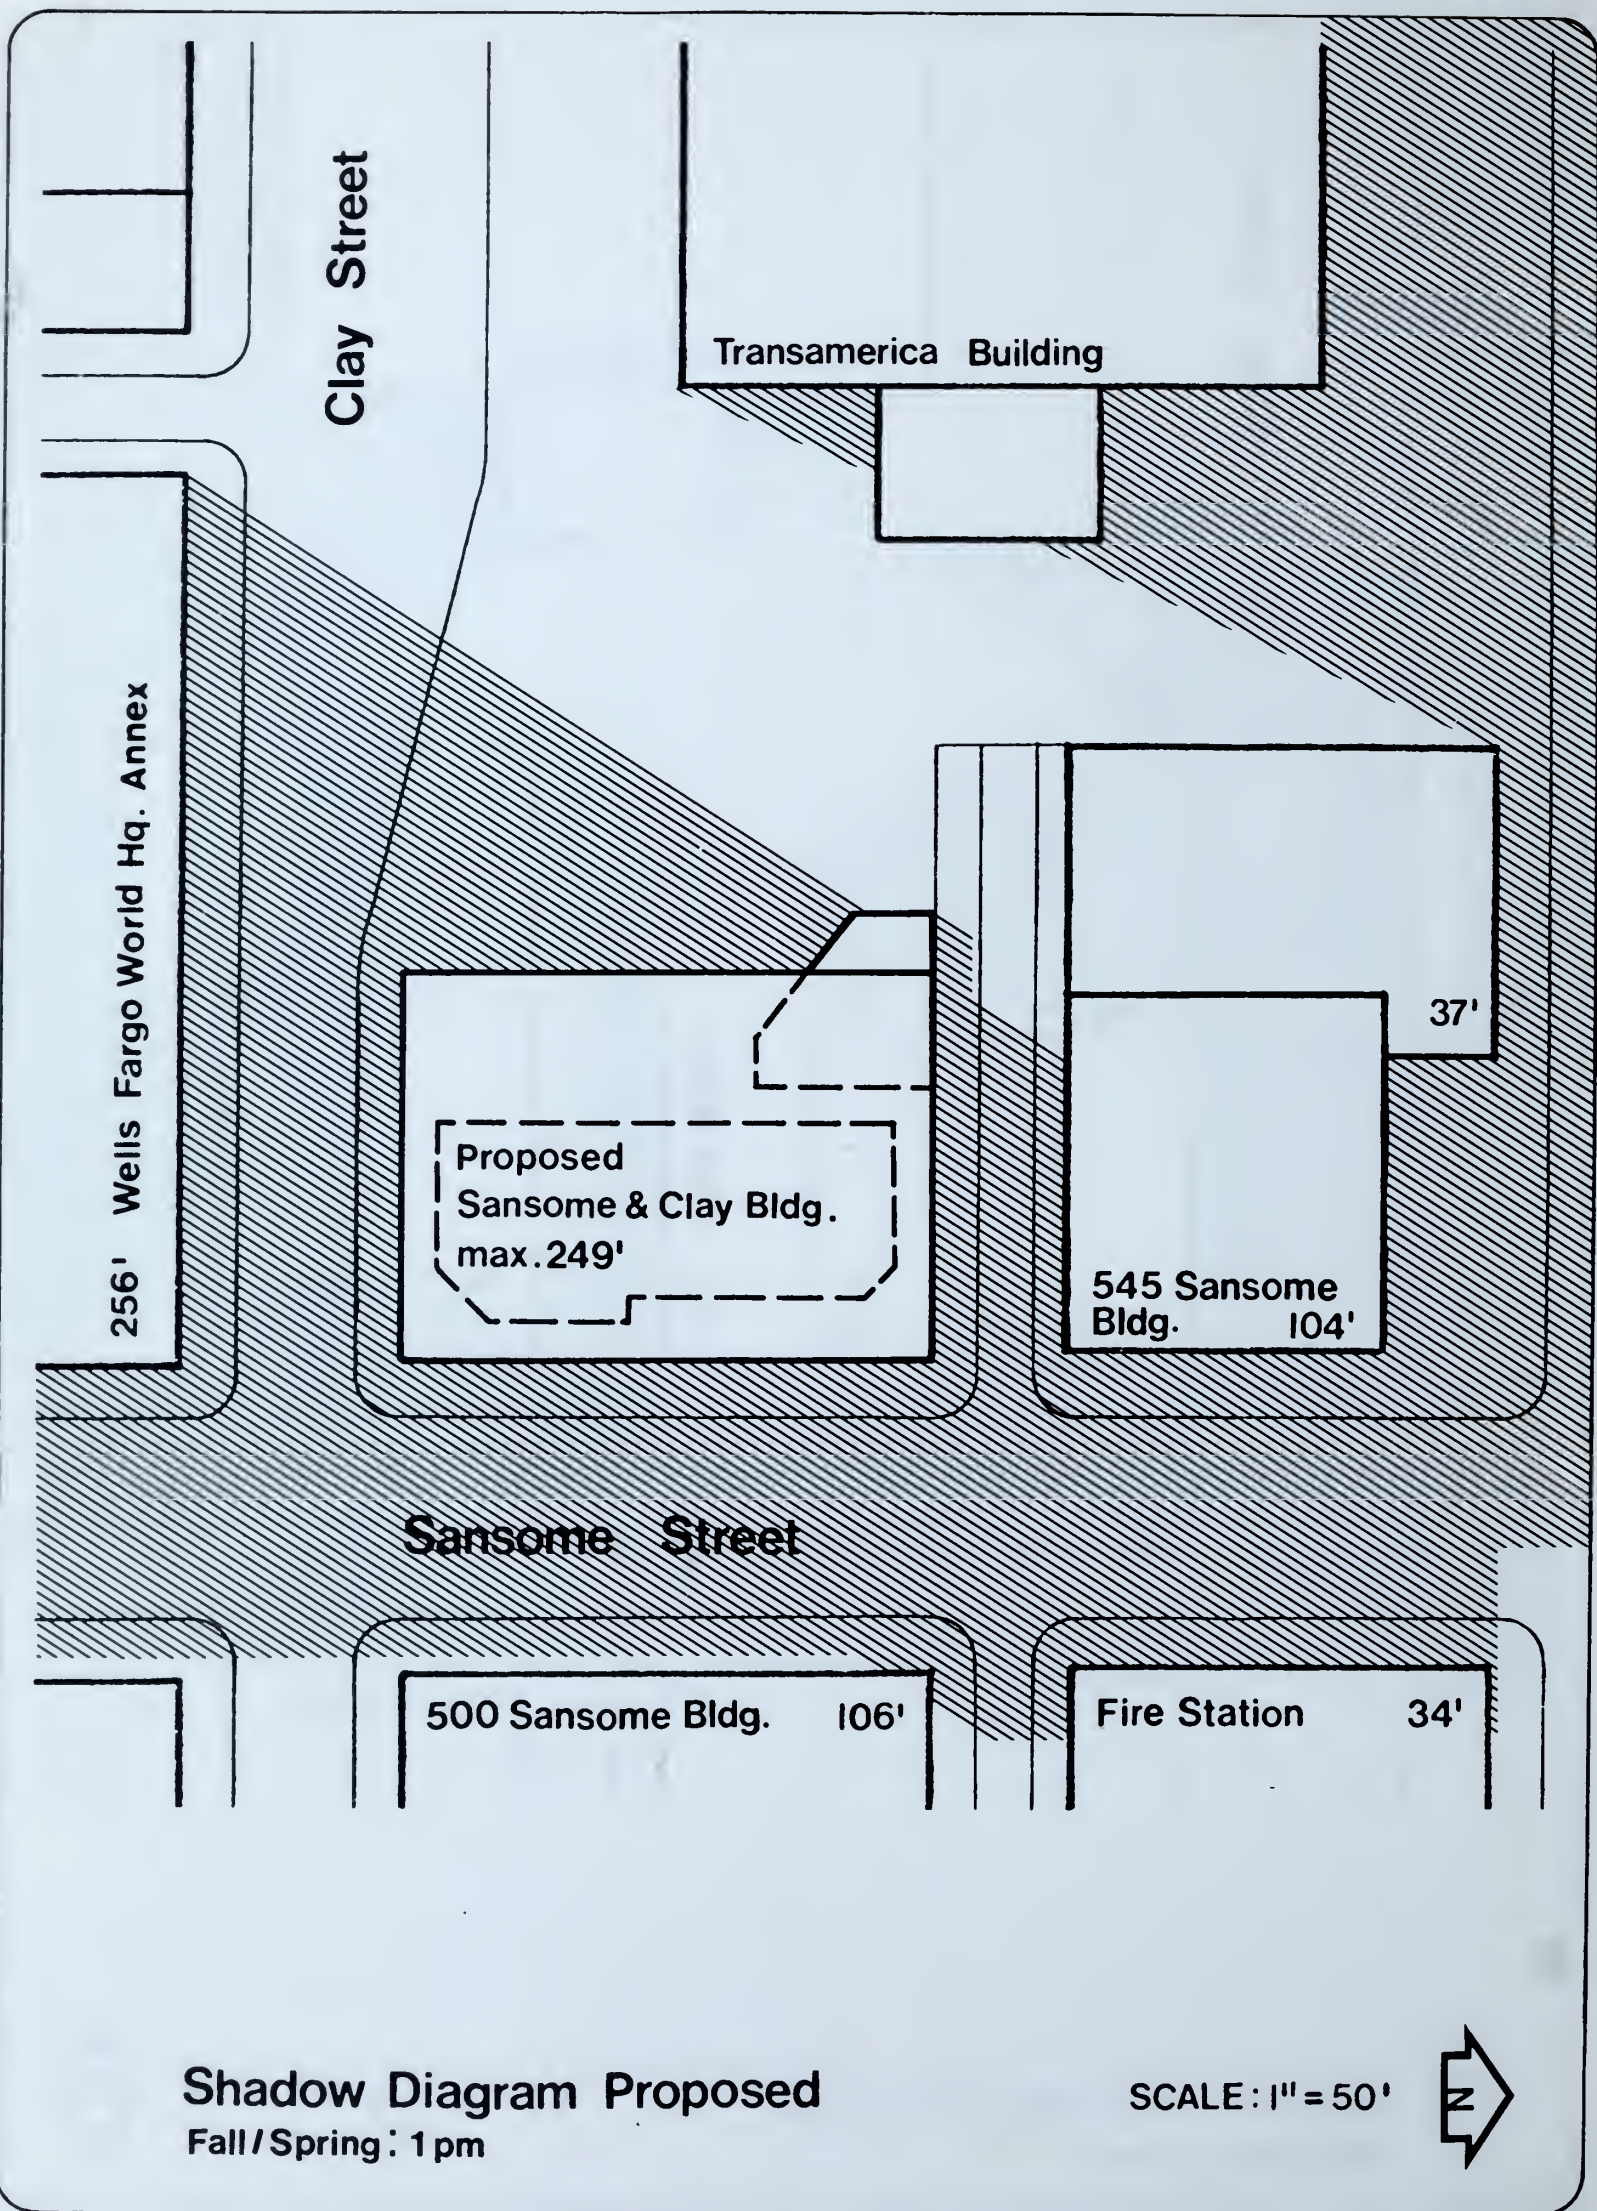 Clay Street
Transamerica Building
256' Wells Fargo World Hq. Annex
37'
Proposed
Sansome & Clay Bldg.
max. 249'
545 Sansome
Bldg. 104'
Sansome Street
500 Sansome Bldg. 106'
Fire Station 34'
Shadow Diagram Proposed
Fall/Spring: 1pm
SCALE: 1" = 50'
N